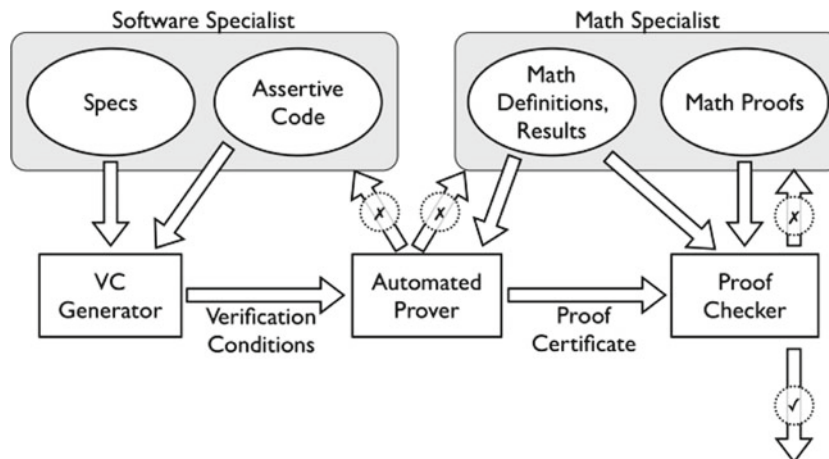 Software Specialist
Math Specialist
Specs
Assertive
Code
Math
Definitions,
Results
Math Proofs
✗
✗
✗
VC
Generator
Verification
Conditions
Automated
Prover
Proof
Certificate
Proof
Checker
✓